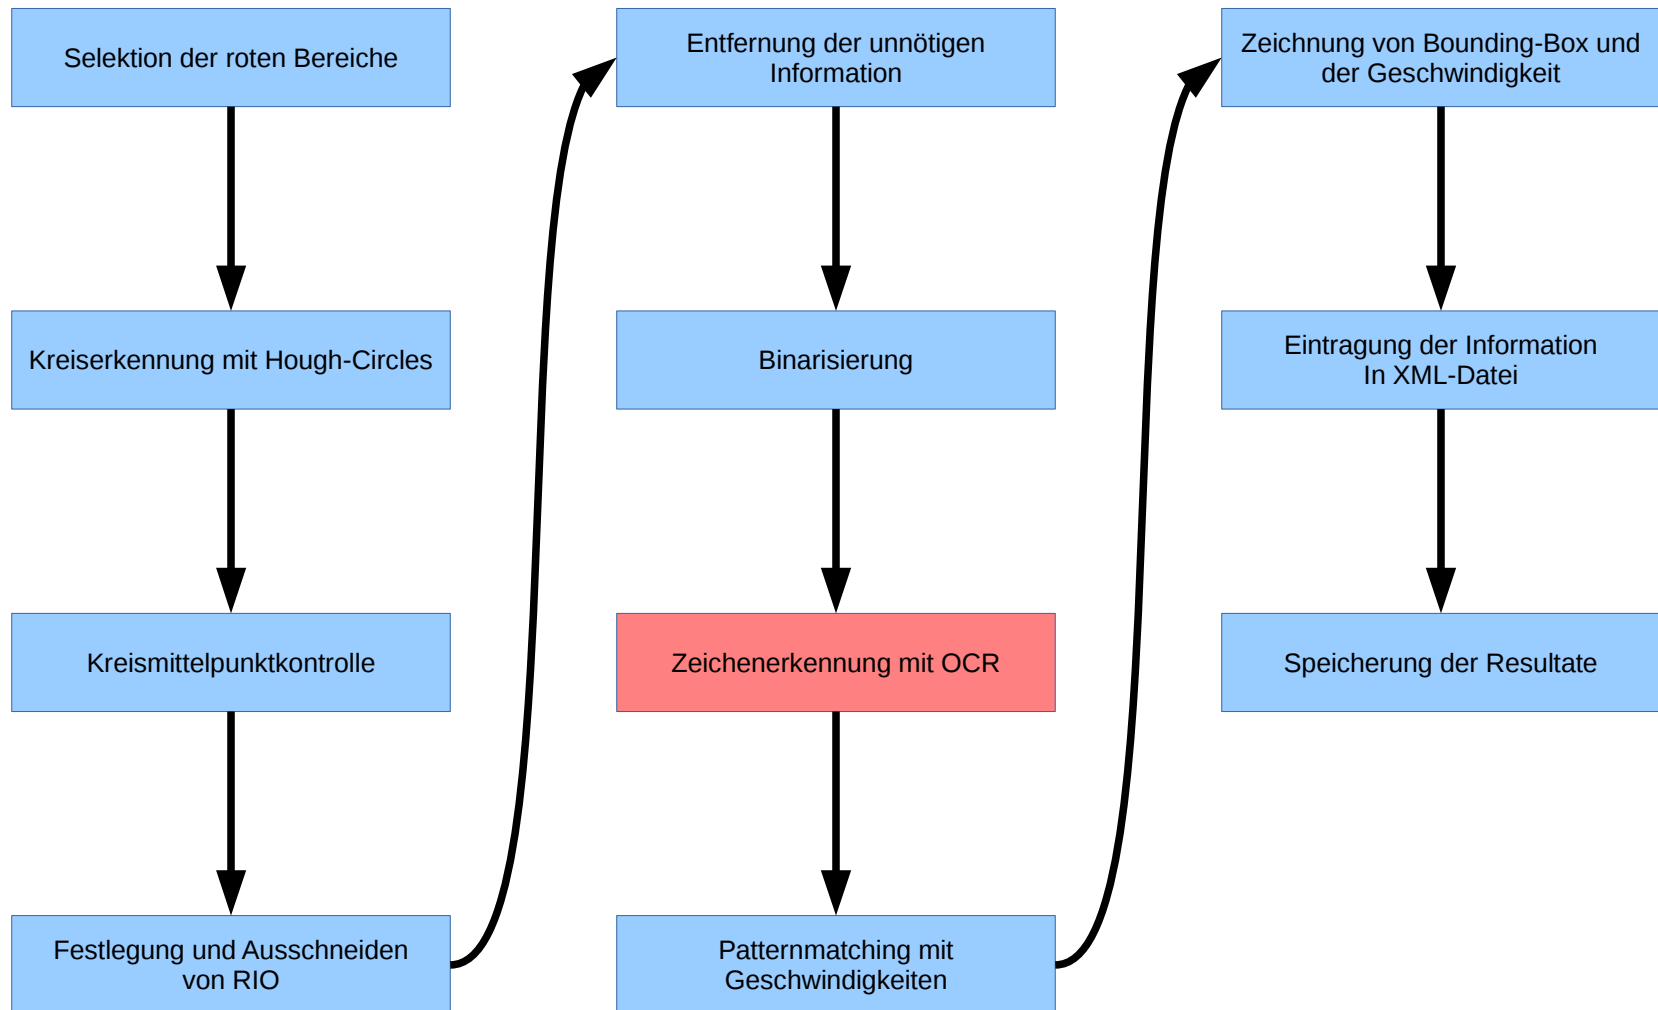 Selektion der roten Bereiche
Kreiserkennung mit Hough-Circles
Kreismittelpunktkontrolle
Festlegung und Ausschneiden
von RIO
Entfernung der unnötigen
Information
Binarisierung
Zeichenerkennung mit OCR
Patternmatching mit
Geschwindigkeiten
Zeichnung von Bounding-Box und
der Geschwindigkeit
Eintragung der Information
In XML-Datei
Speicherung der Resultate